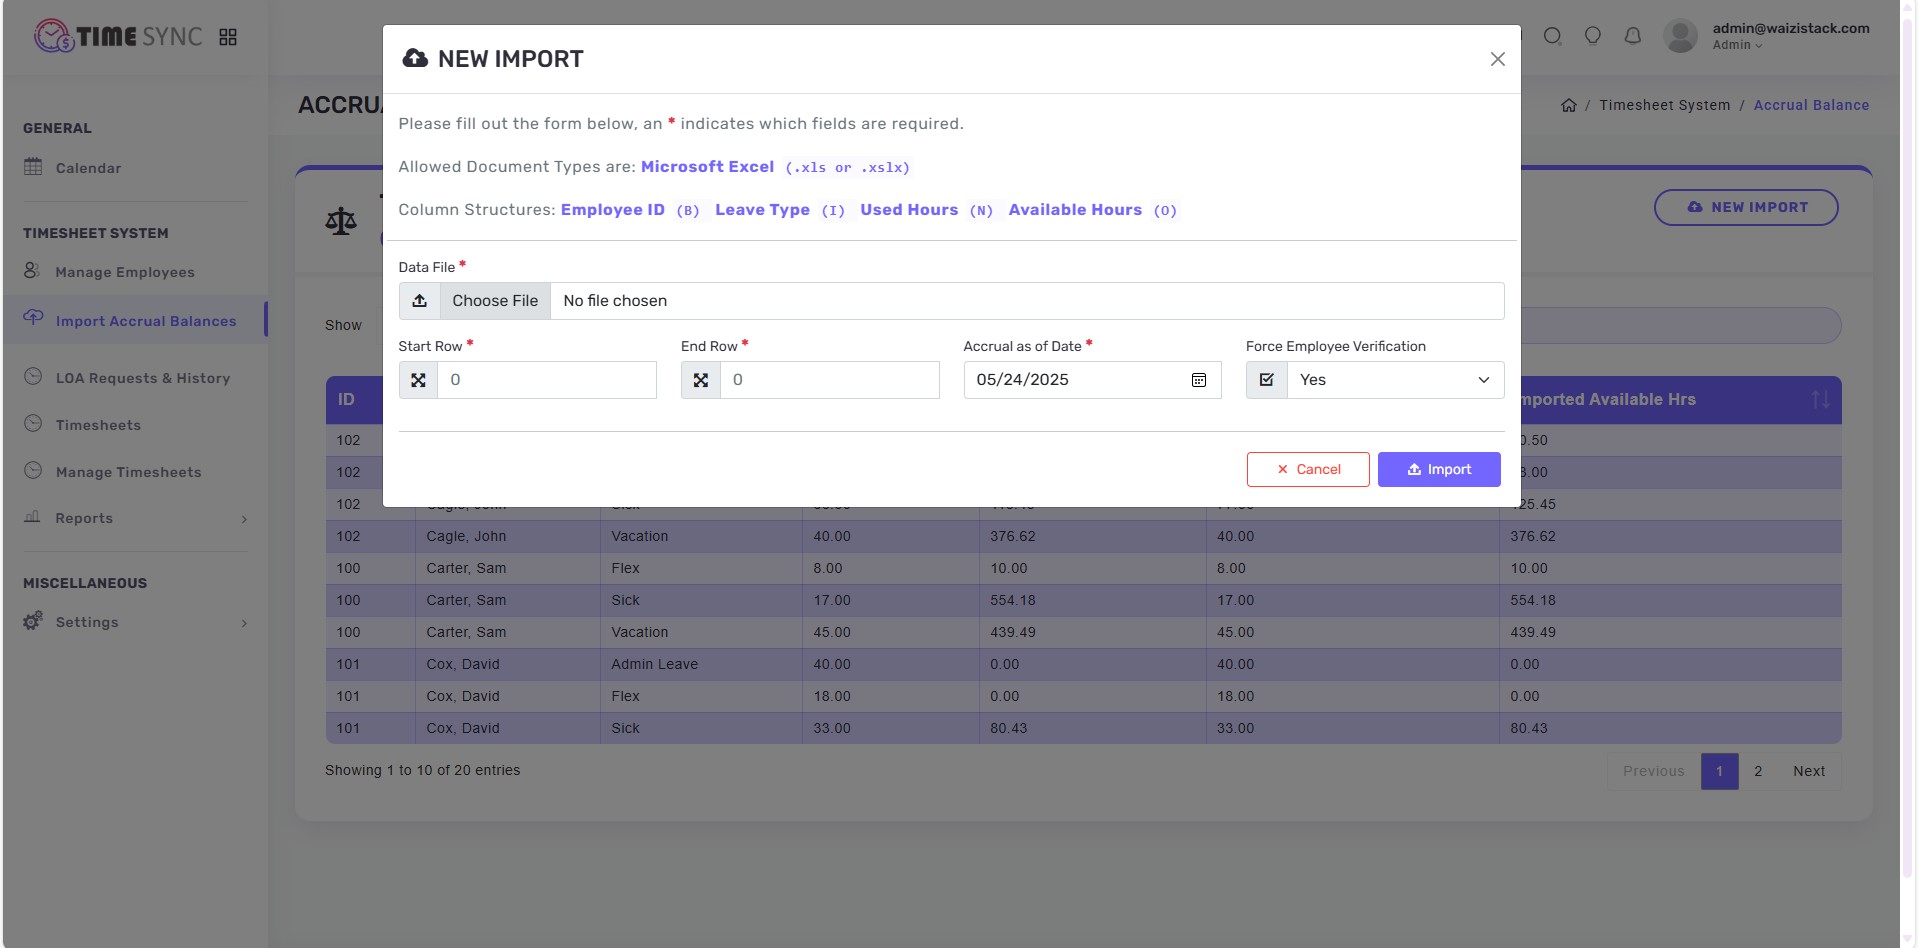 TIME SYNC
admin@waizistack.com
Admin
GENERAL
Calendar
TIMESHEET SYSTEM
Manage Employees
Import Accrual Balances
LOA Requests & History
Timesheets
Manage Timesheets
Reports
MISCELLANEOUS
Settings
Timesheet System / Accrual Balance
NEW IMPORT
NEW IMPORT
Please fill out the form below, an * indicates which fields are required.
Allowed Document Types are: Microsoft Excel (.xls or .xslx)
Column Structures: Employee ID (B) Leave Type (I) Used Hours (N) Available Hours (O)
Data File *
Choose File No file chosen
Start Row * End Row * Accrual as of Date * Force Employee Verification
0 0 05/24/2025 Yes
Cancel Import
Show
ID Available Hrs
102
102
102
102 Cagle, John Vacation 40.00 376.62 40.00 376.62
100 Carter, Sam Flex 8.00 10.00 8.00 10.00
100 Carter, Sam Sick 17.00 554.18 17.00 554.18
100 Carter, Sam Vacation 45.00 439.49 45.00 439.49
101 Cox, David Admin Leave 40.00 0.00 40.00 0.00
101 Cox, David Flex 18.00 0.00 18.00 0.00
101 Cox, David Sick 33.00 80.43 33.00 80.43
Showing 1 to 10 of 20 entries
Previous 1 2 Next